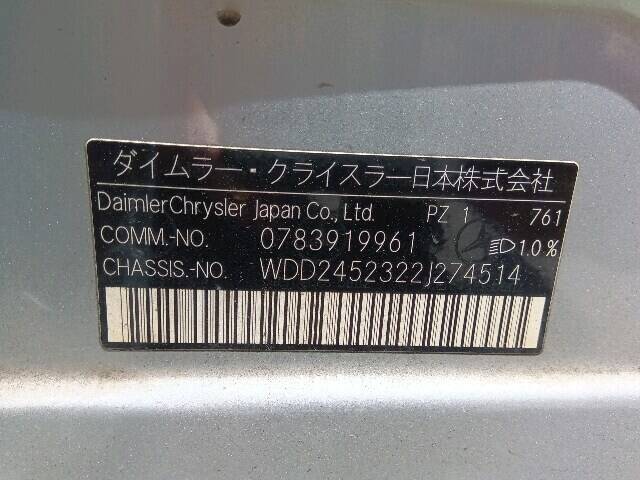 ダイムラー・クライスラー日本株式会社
DaimlerChrysler Japan Co., Ltd. PZ 1 761
COMM.-NO. 0783919961 1.0%
CHASSIS.-NO. WDD2452322J274514